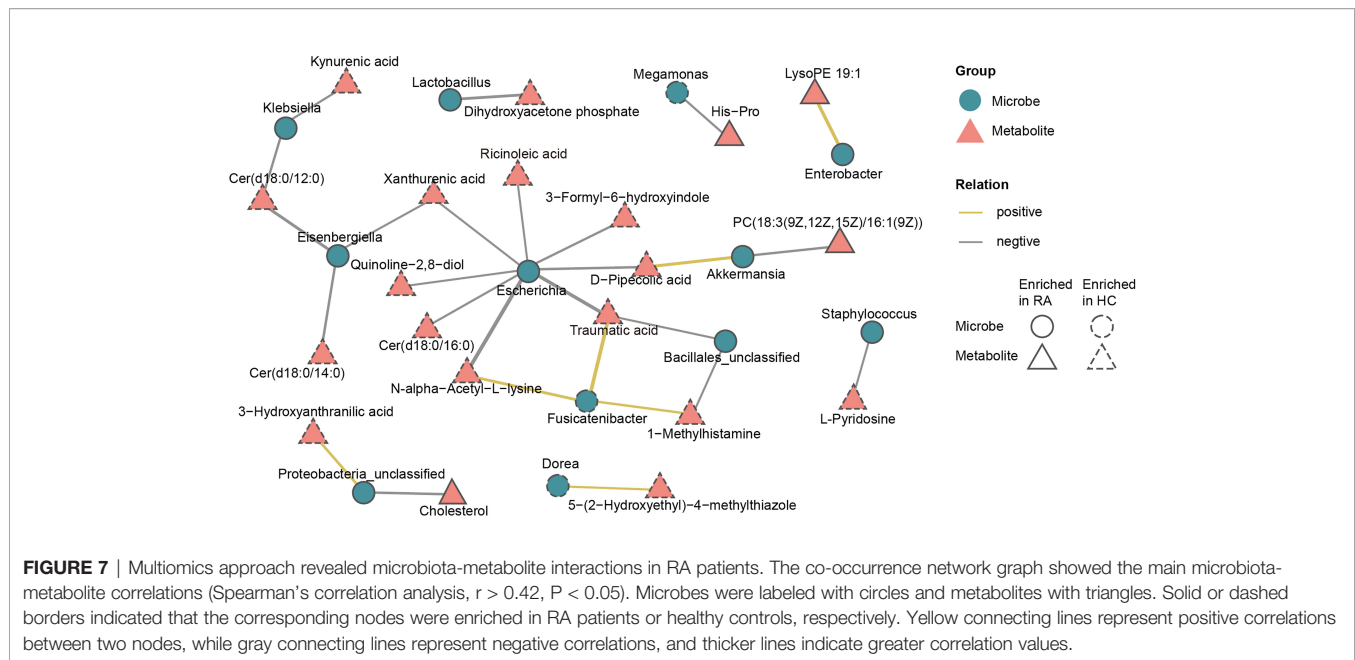 Kynurenic acid
Klebsiella
Lactobacillus
Dihydroxyacetone phosphate
Megamonas
His−Pro
LysoPE 19:1
Enterobacter
Cer(d18:0/12:0)
Xanthurenic acid
Ricinoleic acid
3−Formyl−6−hydroxyindole
PC(18:3(9Z,12Z,15Z)/16:1(9Z))
Eisenbergiella
Quinoline−2,8−diol
Escherichia
D−Pipecolic acid
Akkermansia
Cer(d18:0/14:0)
Cer(d18:0/16:0)
Traumatic acid
Bacillales_unclassified
Staphylococcus
N−alpha−Acetyl−L−lysine
Fusicatenibacter
1−Methylhistamine
L−Pyridosine
3−Hydroxyanthranilic acid
Proteobacteria_unclassified
Cholesterol
Dorea
5−(2−Hydroxyethyl)−4−methylthiazole
Group
Microbe
Metabolite
Relation
positive
negtive
Enriched Enriched
in RA in HC
Microbe
Metabolite
FIGURE 7 | Multiomics approach revealed microbiota-metabolite interactions in RA patients. The co-occurrence network graph showed the main microbiota-
metabolite correlations (Spearman's correlation analysis, r > 0.42, P < 0.05). Microbes were labeled with circles and metabolites with triangles. Solid or dashed
borders indicated that the corresponding nodes were enriched in RA patients or healthy controls, respectively. Yellow connecting lines represent positive correlations
between two nodes, while gray connecting lines represent negative correlations, and thicker lines indicate greater correlation values.